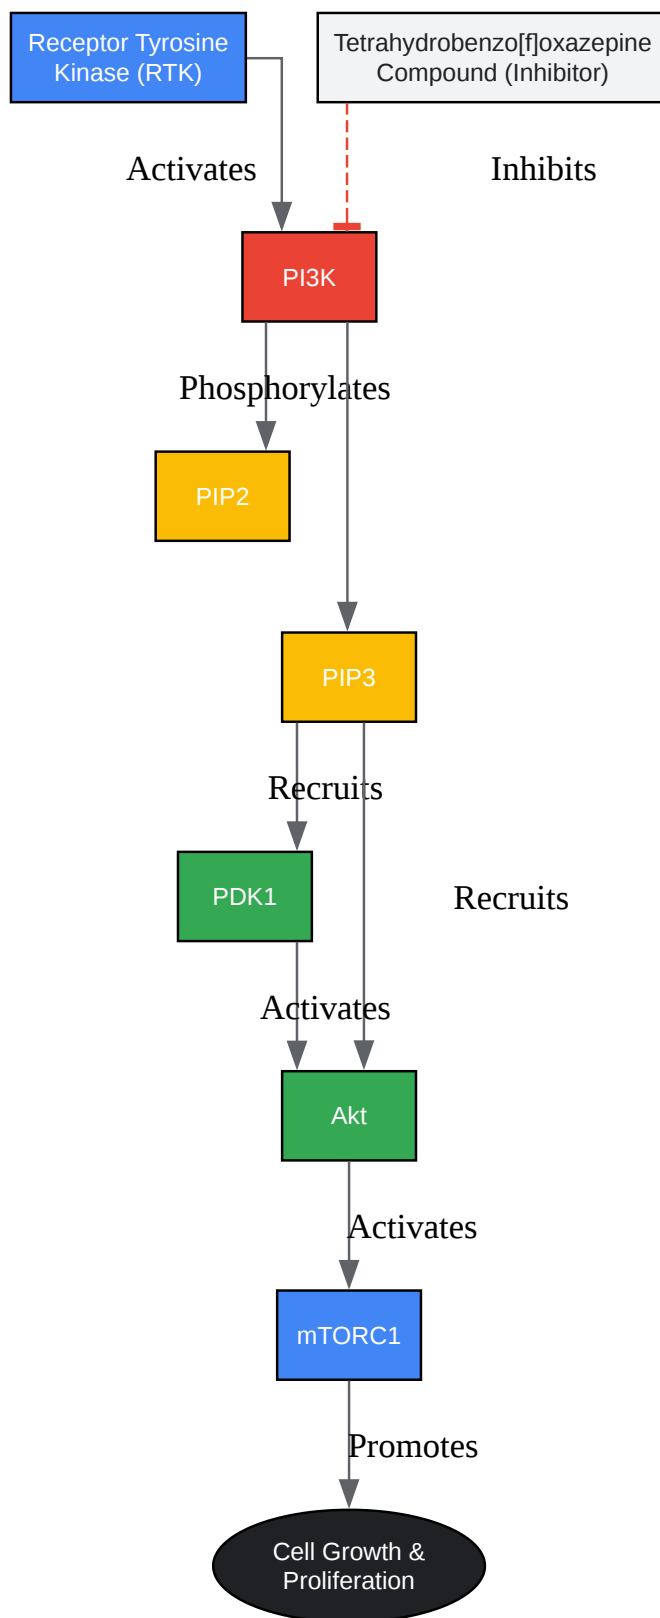 Receptor Tyrosine
Kinase (RTK)
Tetrahydrobenzo[f]oxazepine
Compound (Inhibitor)
Activates
Inhibits
PI3K
Phosphorylates
PIP2
PIP3
Recruits
PDK1
Recruits
Activates
Akt
Activates
mTORC1
Promotes
Cell Growth &
Proliferation